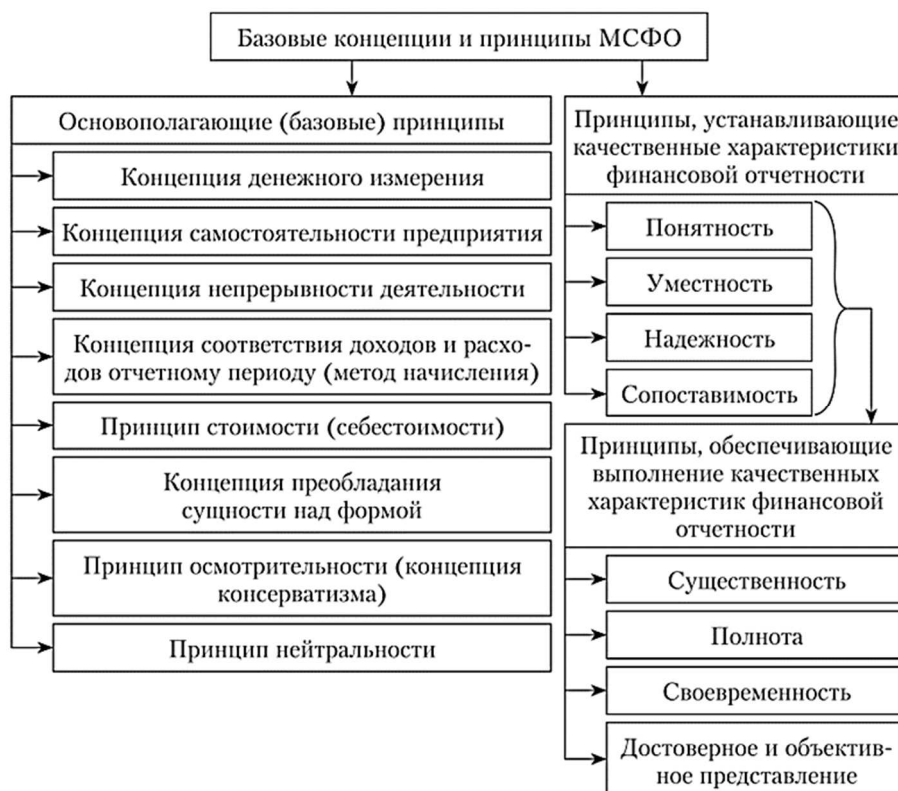 Базовые концепции и принципы МСФО
Основополагающие (базовые) принципы
Концепция денежного измерения
Концепция самостоятельности предприятия
Концепция непрерывности деятельности
Концепция соответствия доходов и расхо-
дов отчетному периоду (метод начисления)
Принцип стоимости (себестоимости)
Концепция преобладания
сущности над формой
Принцип осмотрительности (концепция
консерватизма)
Принцип нейтральности
Принципы, устанавливающие
качественные характеристики
финансовой отчетности
Понятность
Уместность
Надежность
Сопоставимость
Принципы, обеспечивающие
выполнение качественных
характеристик финансовой
отчетности
Существенность
Полнота
Своевременность
Достоверное и объектив-
ное представление